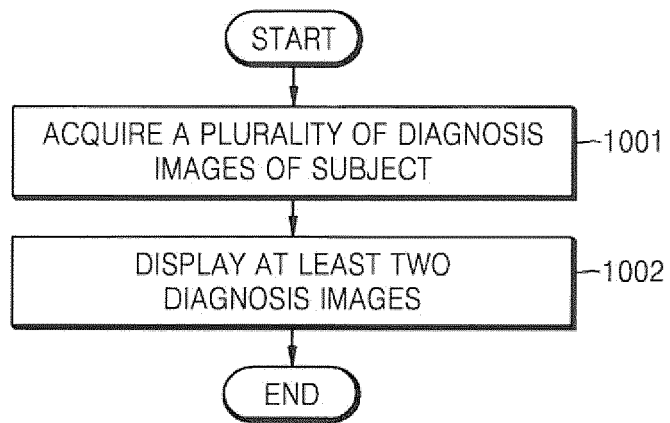 START
ACQUIRE A PLURALITY OF DIAGNOSIS
IMAGES OF SUBJECT
1001
DISPLAY AT LEAST TWO
DIAGNOSIS IMAGES
1002
END